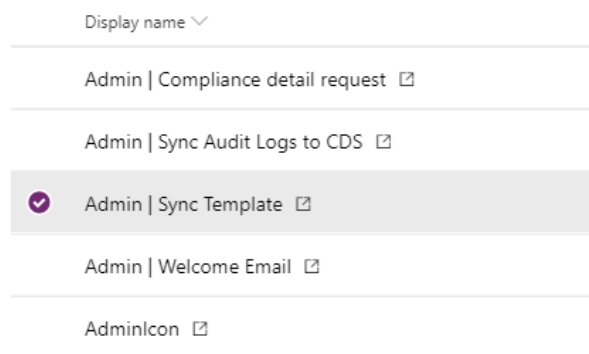 Display name
Admin | Compliance detail request
Admin | Sync Audit Logs to CDS
Admin | Sync Template
Admin | Welcome Email
AdminIcon